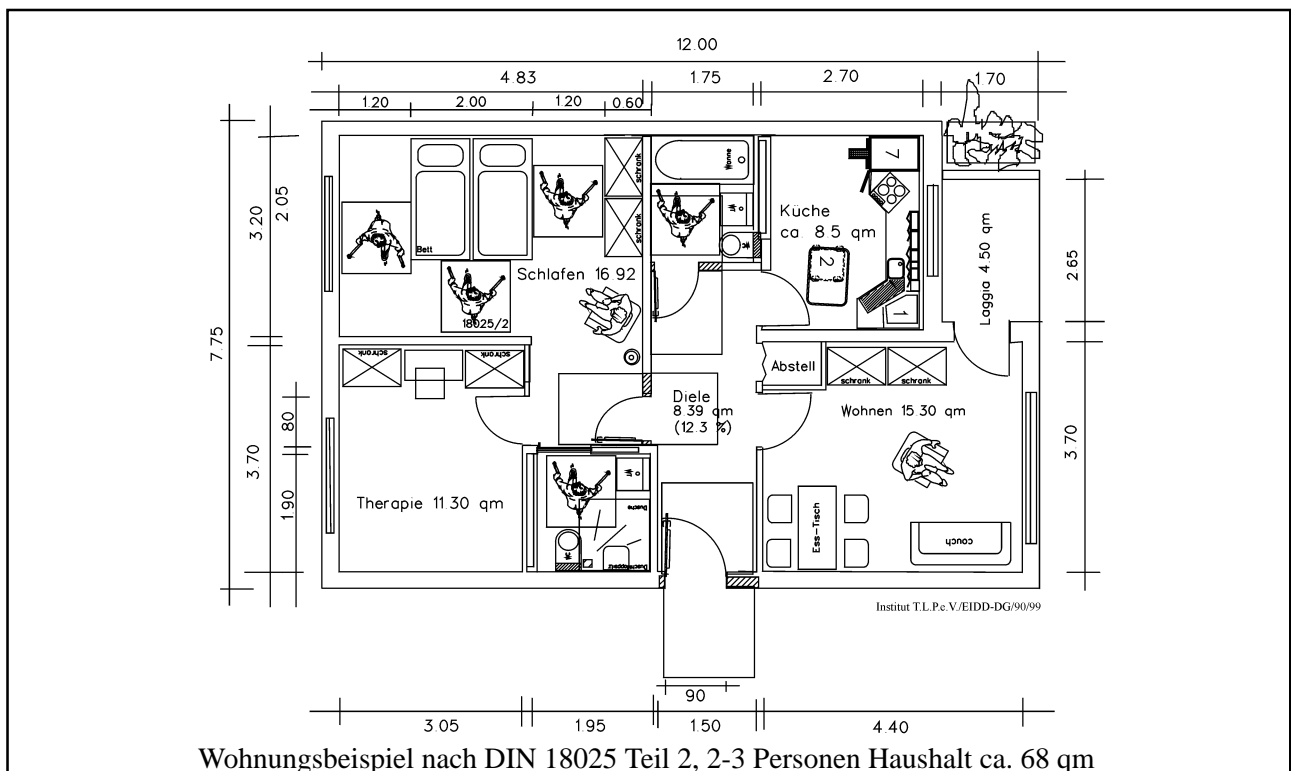 12.00
4.83 1.75 2.70 1.70
1.20 2.00 1.20 0.60
7.75
3.20
2.05
80
3.70
1.90
2.65
3.70
schrank
schrank
Wanne
7
Bett
Schlafen 16.92
18025/2
Küche
ca. 8.5 qm
2
1
Laggia 4.50 qm
schrank
schrank
Abstell
schrank
schrank
Diele
8.39 qm
(12.3 %)
Wohnen 15.30 qm
Therapie 11.30 qm
Dusche
Duschklappsitz
Ess-Tisch
couch
Institut T.L.P.e.V./EIDD-DG/90/99
90
3.05 1.95 1.50 4.40
Wohnungsbeispiel nach DIN 18025 Teil 2, 2-3 Personen Haushalt ca. 68 qm